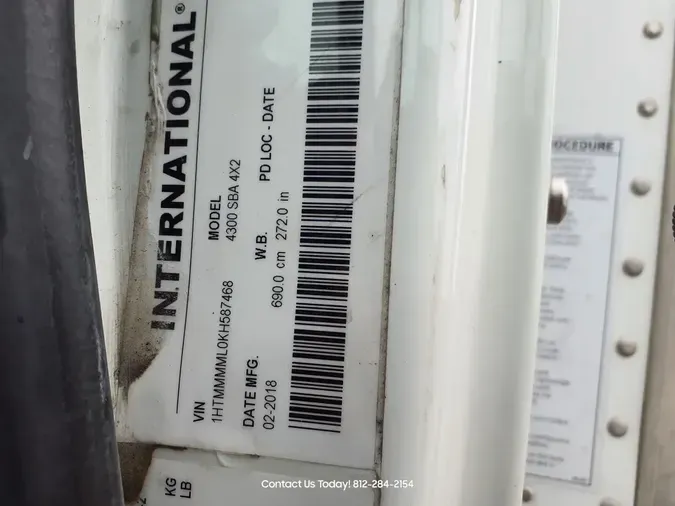 INTERNATIONAL®
VIN
1HTMMMML0KH587468
MODEL
4300 SBA 4X2
DATE MFG.
02-2018
W.B.
690.0 cm 272.0 in
PD LOC - DATE
KG
LB
OCEDURE
Contact Us Today! 812-284-2154